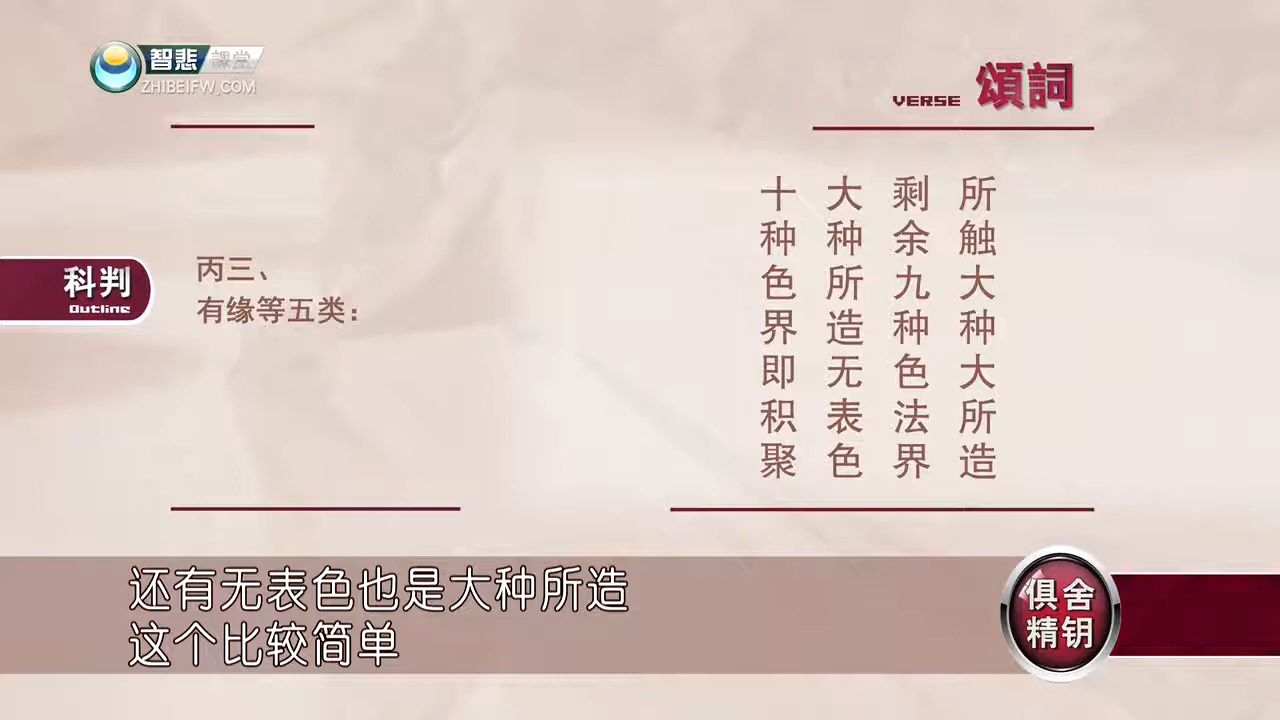 智悲課堂
ZHIBEIFW.COM
VERSE 頌詞
所触大种大所造
剩余九种色法界
大种所造无表色
十种色界即积聚
科判
Outline
丙三、
有缘等五类：
还有无表色也是大种所造
这个比较简单
俱舍
精钥